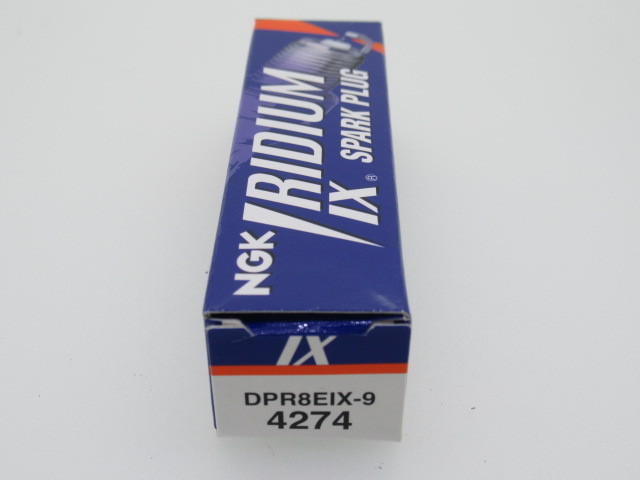 NGK IRIDIUM
IX® SPARK PLUG
IX
DPR8EIX-9
4274